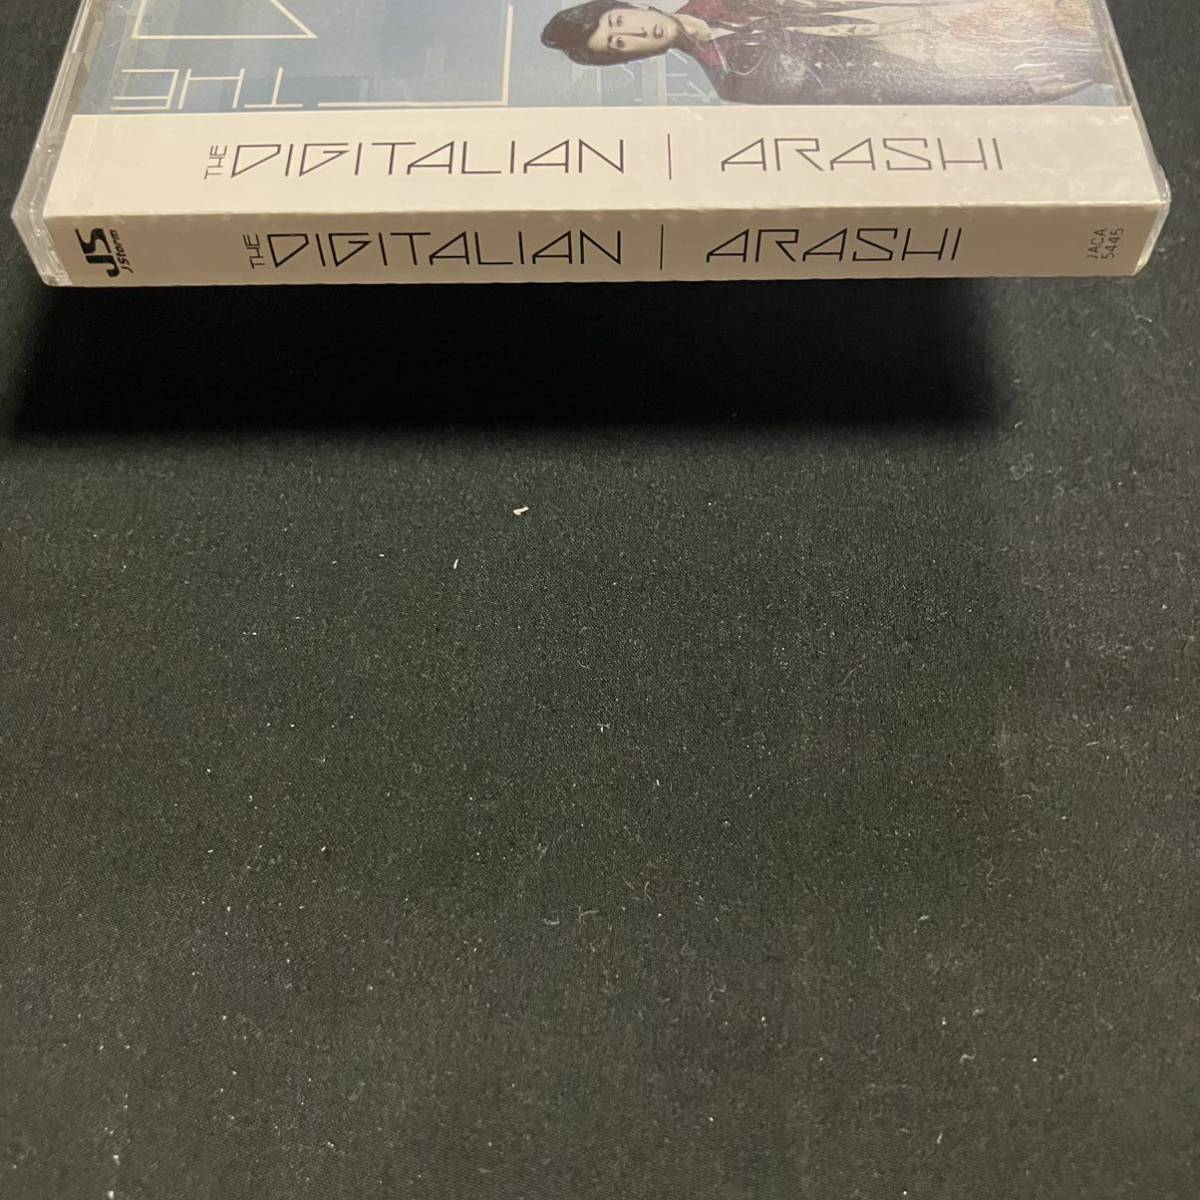 THE
THE DIGITALIAN | ARASHI
JS
J Storm
THE DIGITALIAN | ARASHI
JACA
5445